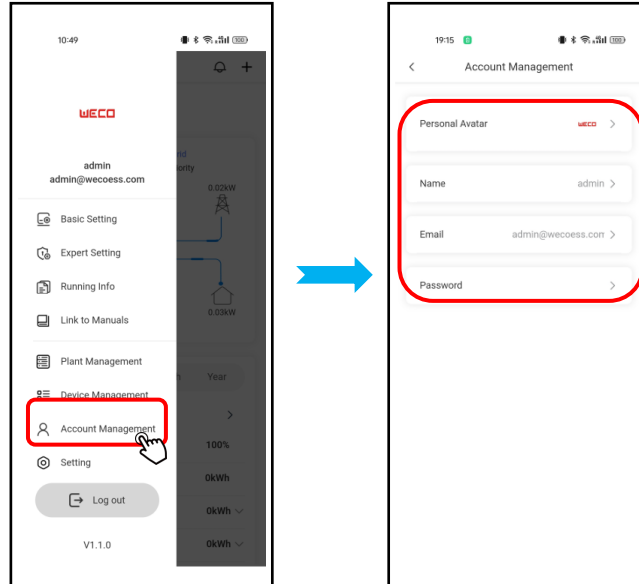 10:49
100
WECO
admin
admin@wecoess.com
Basic Setting
Expert Setting
Running Info
Link to Manuals
Plant Management
Device Management
Account Management
Setting
Log out
V1.1.0
0.02kW
0.03kW
Year
100%
0kWh
0kWh
0kWh
19:15
100
Account Management
Personal Avatar
WECO
Name
admin
Email
admin@wecoess.com
Password